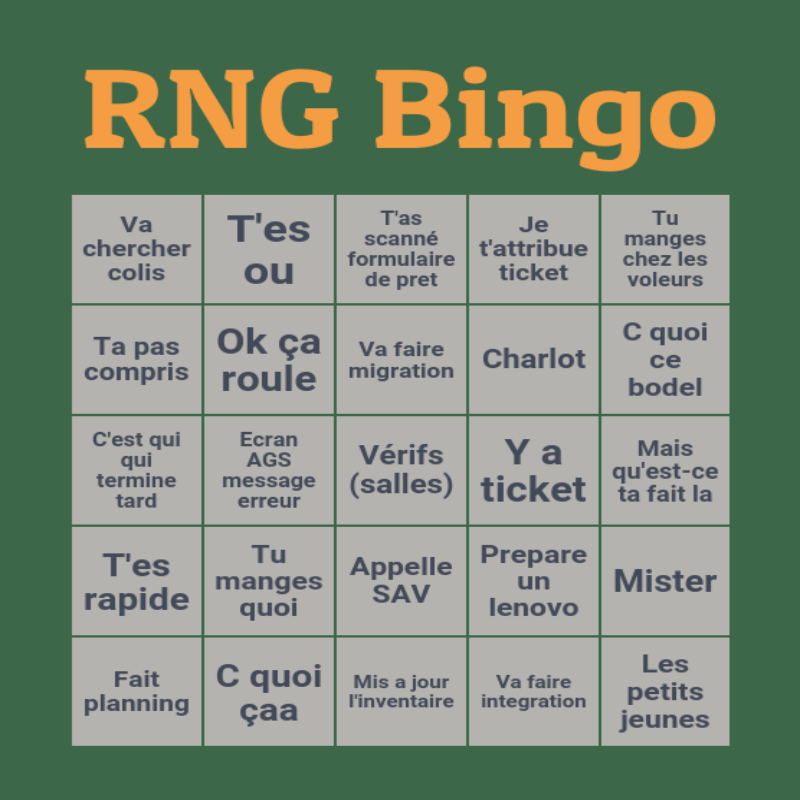 RNG Bingo
Va
chercher
colis
T'es
ou
T'as
scanné
formulaire
de pret
Je
t'attribue
ticket
Tu
manges
chez les
voleurs
Ta pas
compris
Ok ça
roule
Va faire
migration
Charlot
C quoi
ce
bodel
C'est qui
qui
termine
tard
Ecran
AGS
message
erreur
Vérifs
(salles)
Y a
ticket
Mais
qu'est-ce
ta fait la
T'es
rapide
Tu
manges
quoi
Appelle
SAV
Prepare
un
lenovo
Mister
Fait
planning
C quoi
çaa
Mis a jour
l'inventaire
Va faire
integration
Les
petits
jeunes